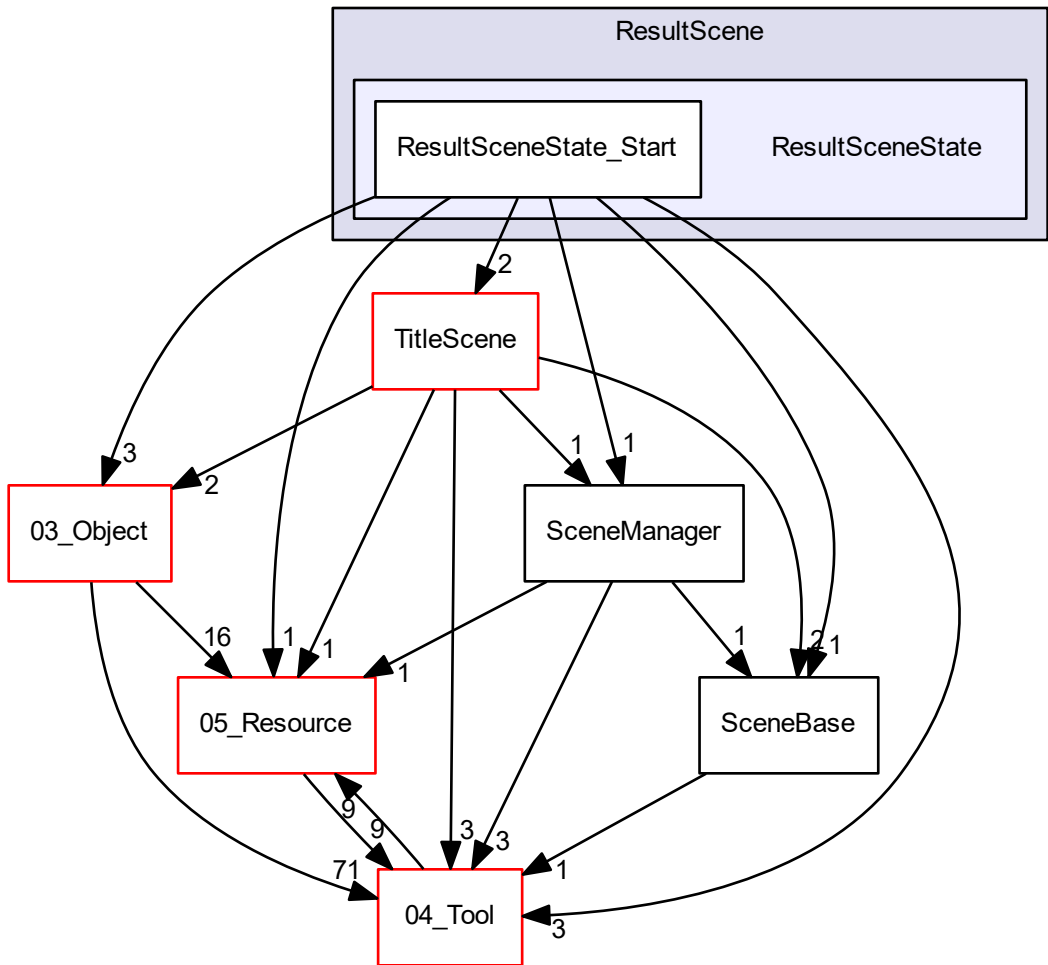 ResultScene
ResultSceneState_Start
ResultSceneState
2
TitleScene
3
2
1
1
03_Object
SceneManager
16
1
1
1
1
2
1
05_Resource
SceneBase
9
9
3
3
1
71
3
04_Tool